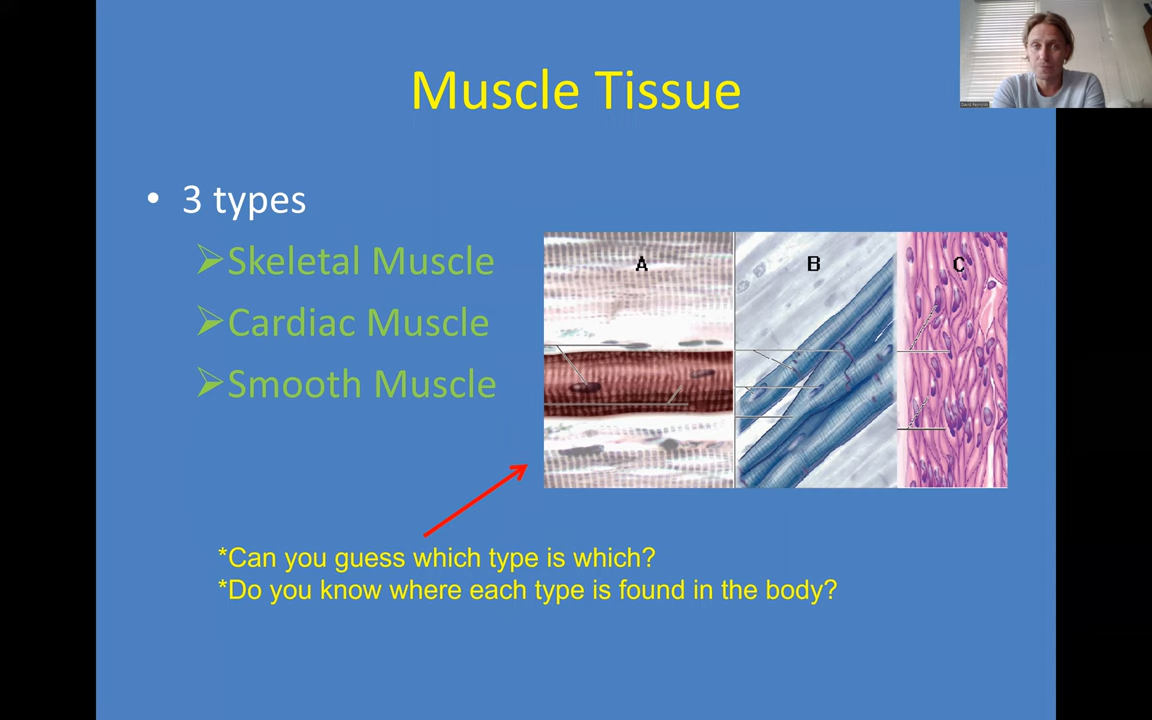 Muscle Tissue
• 3 types
➢Skeletal Muscle
➢Cardiac Muscle
➢Smooth Muscle
A B C
*Can you guess which type is which?
*Do you know where each type is found in the body?